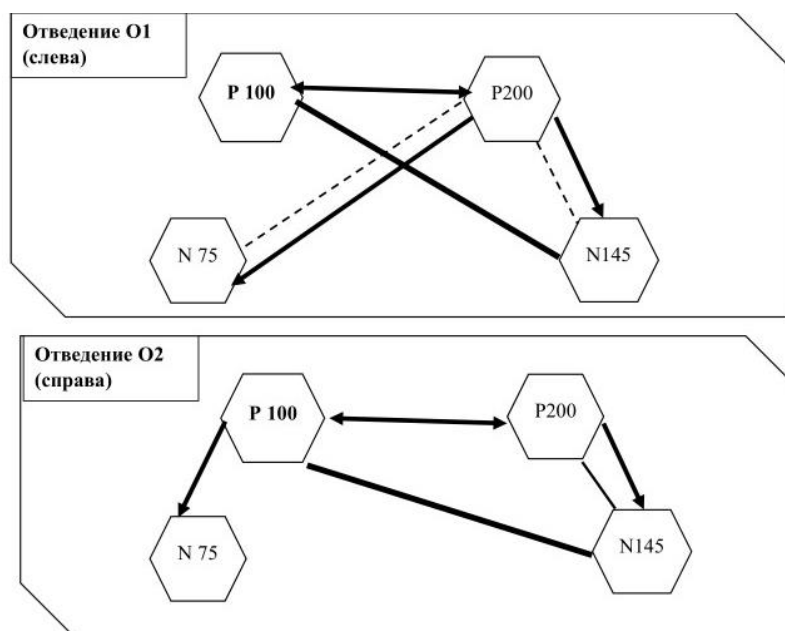 Отведение О1
(слева)
P 100
P200
N 75
N145
Отведение О2
(справа)
P 100
P200
N 75
N145